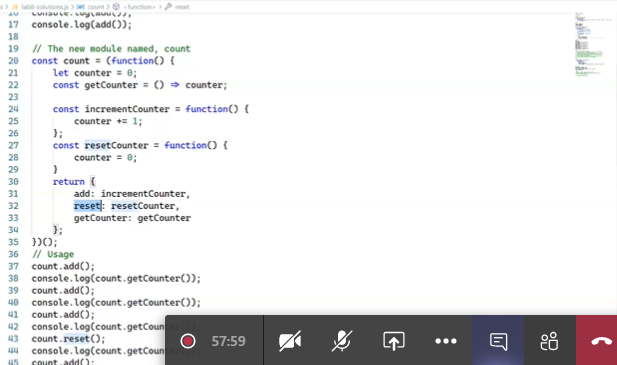 s > lab8-solutions.js > count > <function> > reset
16 console.log(add());
17 console.log(add());
18
19 // The new module named, count
20 const count = (function() {
21 let counter = 0;
22 const getCounter = () => counter;
23
24 const incrementCounter = function() {
25 counter += 1;
26 };
27 const resetCounter = function() {
28 counter = 0;
29 }
30 return {
31 add: incrementCounter,
32 reset: resetCounter,
33 getCounter: getCounter
34 };
35 })();
36 // Usage
37 count.add();
38 console.log(count.getCounter());
39 count.add();
40 console.log(count.getCounter());
41 count.add();
42 console.log(count.getCounter());
43 count.reset();
44 console.log(count.getCounter
45 count.add();
57:59